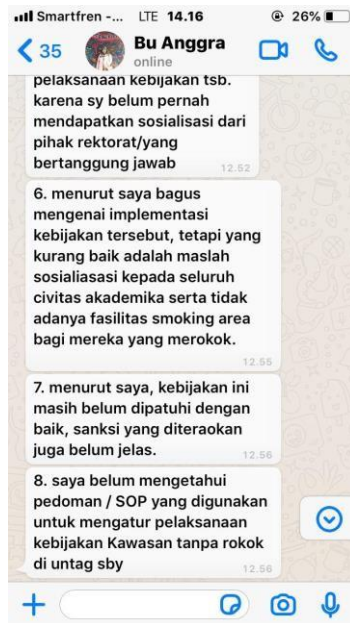 Smartfren -... LTE 14.16 26%
35 Bu Anggra
online
pelaksanaan kebijakan tsb.
karena sy belum pernah
mendapatkan sosialisasi dari
pihak rektorat/yang
bertanggung jawab 12.52
6. menurut saya bagus
mengenai implementasi
kebijakan tersebut, tetapi yang
kurang baik adalah maslah
sosialiasasi kepada seluruh
civitas akademika serta tidak
adanya fasilitas smoking area
bagi mereka yang merokok.
12.55
7. menurut saya, kebijakan ini
masih belum dipatuhi dengan
baik, sanksi yang diteraokan
juga belum jelas. 12.56
8. saya belum mengetahui
pedoman / SOP yang digunakan
untuk mengatur pelaksanaan
kebijakan Kawasan tanpa rokok
di untag sby 12.56